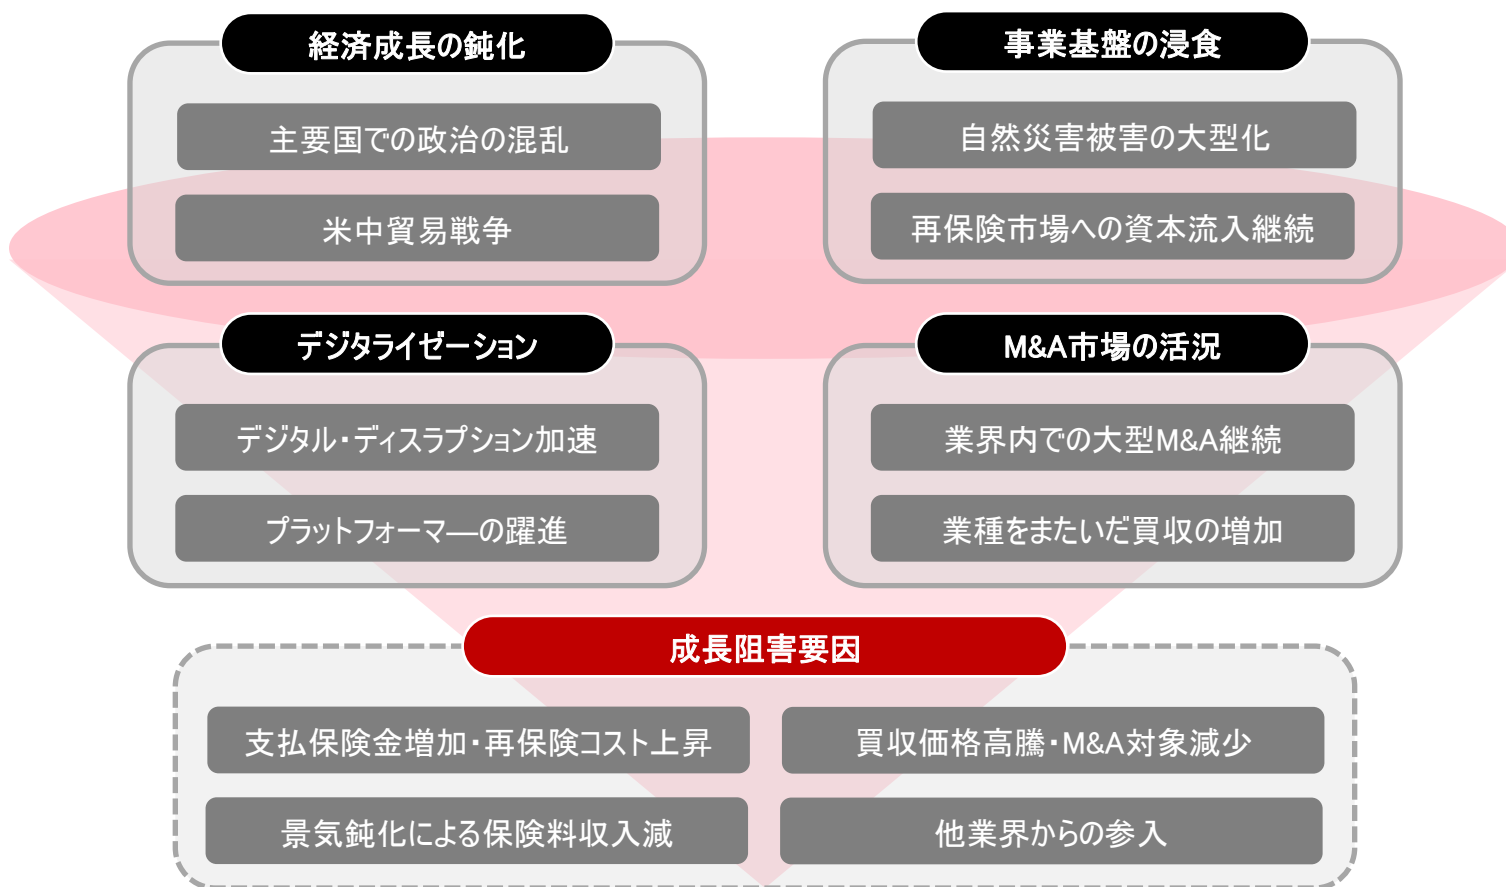 経済成長の鈍化
主要国での政治の混乱
米中貿易戦争
事業基盤の浸食
自然災害被害の大型化
再保険市場への資本流入継続
デジタライゼーション
デジタル・ディスラプション加速
プラットフォーマ―の躍進
M&A市場の活況
業界内での大型M&A継続
業種をまたいだ買収の増加
成長阻害要因
支払保険金増加・再保険コスト上昇
買収価格高騰・M&A対象減少
景気鈍化による保険料収入減
他業界からの参入